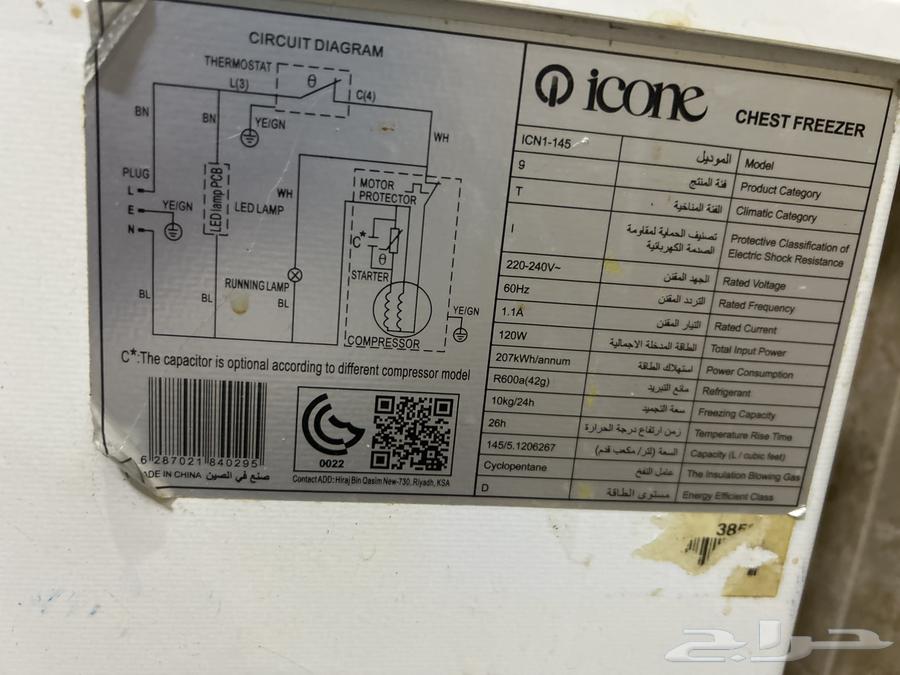 CIRCUIT DIAGRAM
THERMOSTAT
θ
L(3)
C(4)
BN
BN
YE/GN
WH
PLUG
L
E
N
YE/GN
LED lamp PCB
LED LAMP
WH
MOTOR
PROTECTOR
C*
θ
STARTER
RUNNING LAMP
BL
BL
BL
YE/GN
COMPRESSOR
C*:The capacitor is optional according to different compressor model
6 287021 840295
MADE IN CHINA صنع في الصين
0022
Contact ADD: Hiraj Bin Qasim New-730, Riyadh, KSA
icone
CHEST FREEZER
ICN1-145 الموديل Model
9 فئة المنتج Product Category
T الفئة المناخية Climatic Category
I تصنيف الحماية لمقاومة الصدمة الكهربائية Protective Classification of Electric Shock Resistance
220-240V~ الجهد المقنن Rated Voltage
60Hz التردد المقنن Rated Frequency
1.1A التيار المقنن Rated Current
120W الطاقة المدخلة الاجمالية Total Input Power
207kWh/annum استهلاك الطاقة Power Consumption
R600a(42g) مانع التبريد Refrigerant
10kg/24h سعة التجميد Freezing Capacity
26h زمن ارتفاع درجة الحرارة Temperature Rise Time
145/5.1206267 السعة (لتر/ مكعب قدم) Capacity (L / cubic feet)
Cyclopentane عامل النفخ The Insulation Blowing Gas
D مستوى الطاقة Energy Efficient Class
حراج